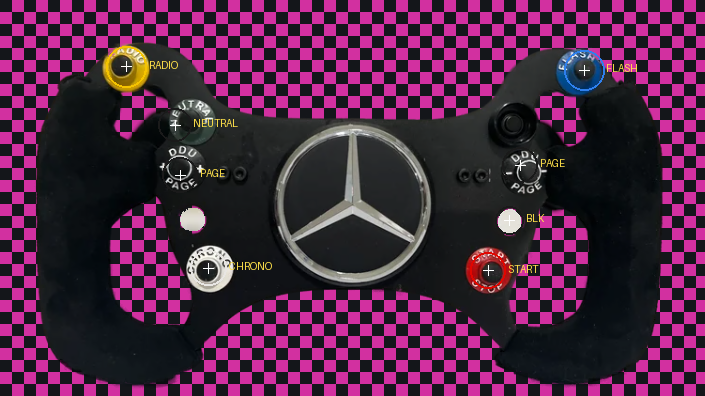 RADIO
RADIO
FLASH
FLASH
NEUTRAL
NEUTRAL
DDU
PAGE
PAGE
DDU
PAGE
PAGE
BLK
CHRONO
CHRONO
START
STOP
START